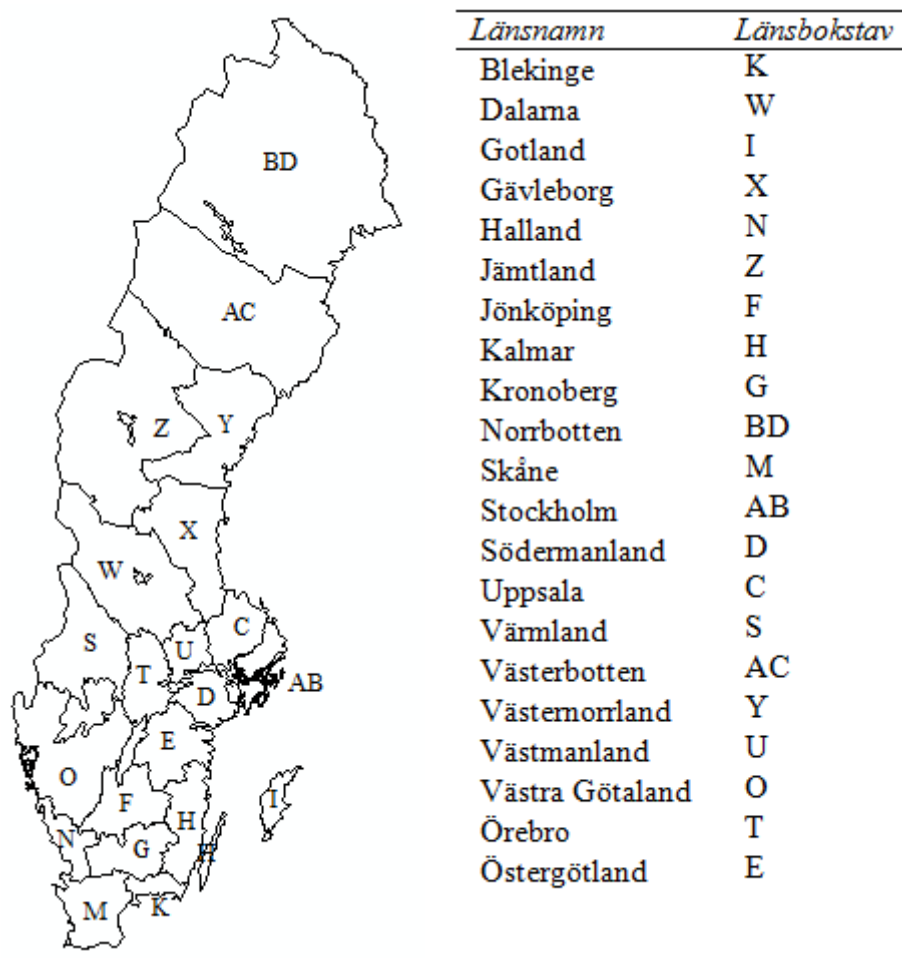 Länsnamn Länsbokstav
Blekinge K
Dalarna W
Gotland I
Gävleborg X
Halland N
Jämtland Z
Jönköping F
Kalmar H
Kronoberg G
Norrbotten BD
Skåne M
Stockholm AB
Södermanland D
Uppsala C
Värmland S
Västerbotten AC
Västernorrland Y
Västmanland U
Västra Götaland O
Örebro T
Östergötland E
BD
AC
Z Y
X
W
S T U C
D AB
E
O F H I
N G H
M K